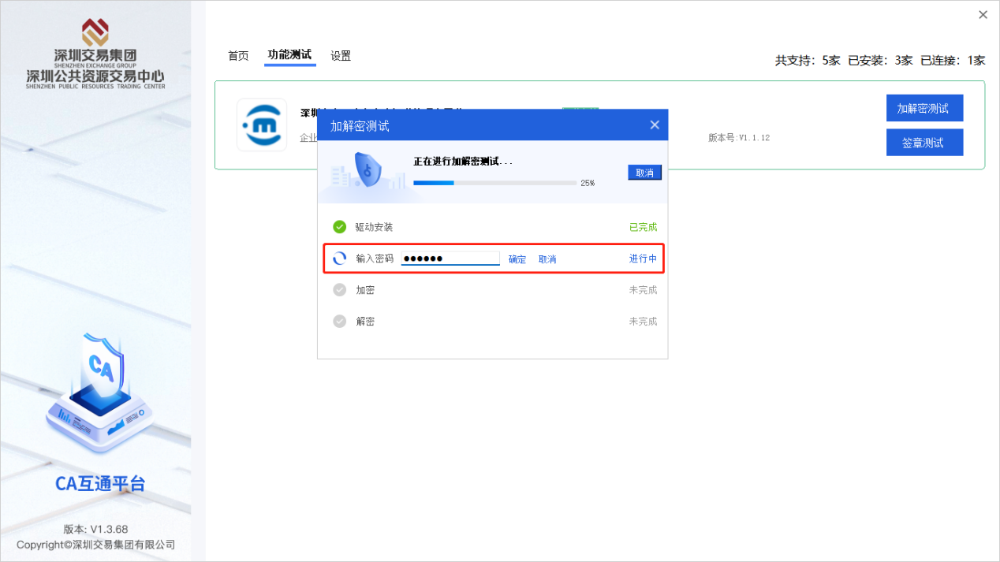 深圳交易集团
SHENZHEN EXCHANGE GROUP
深圳公共资源交易中心
SHENZHEN PUBLIC RESOURCES TRADING CENTER
首页 功能测试 设置
共支持: 5家 已安装: 3家 已连接: 1家
深圳
企业
版本号:V1.1.12
加解密测试
签章测试
加解密测试
正在进行加解密测试...
25%
取消
驱动安装 已完成
输入密码 ●●●●●● 确定 取消 进行中
加密 未完成
解密 未完成
CA
CA互通平台
版本: V1.3.68
Copyright©深圳交易集团有限公司